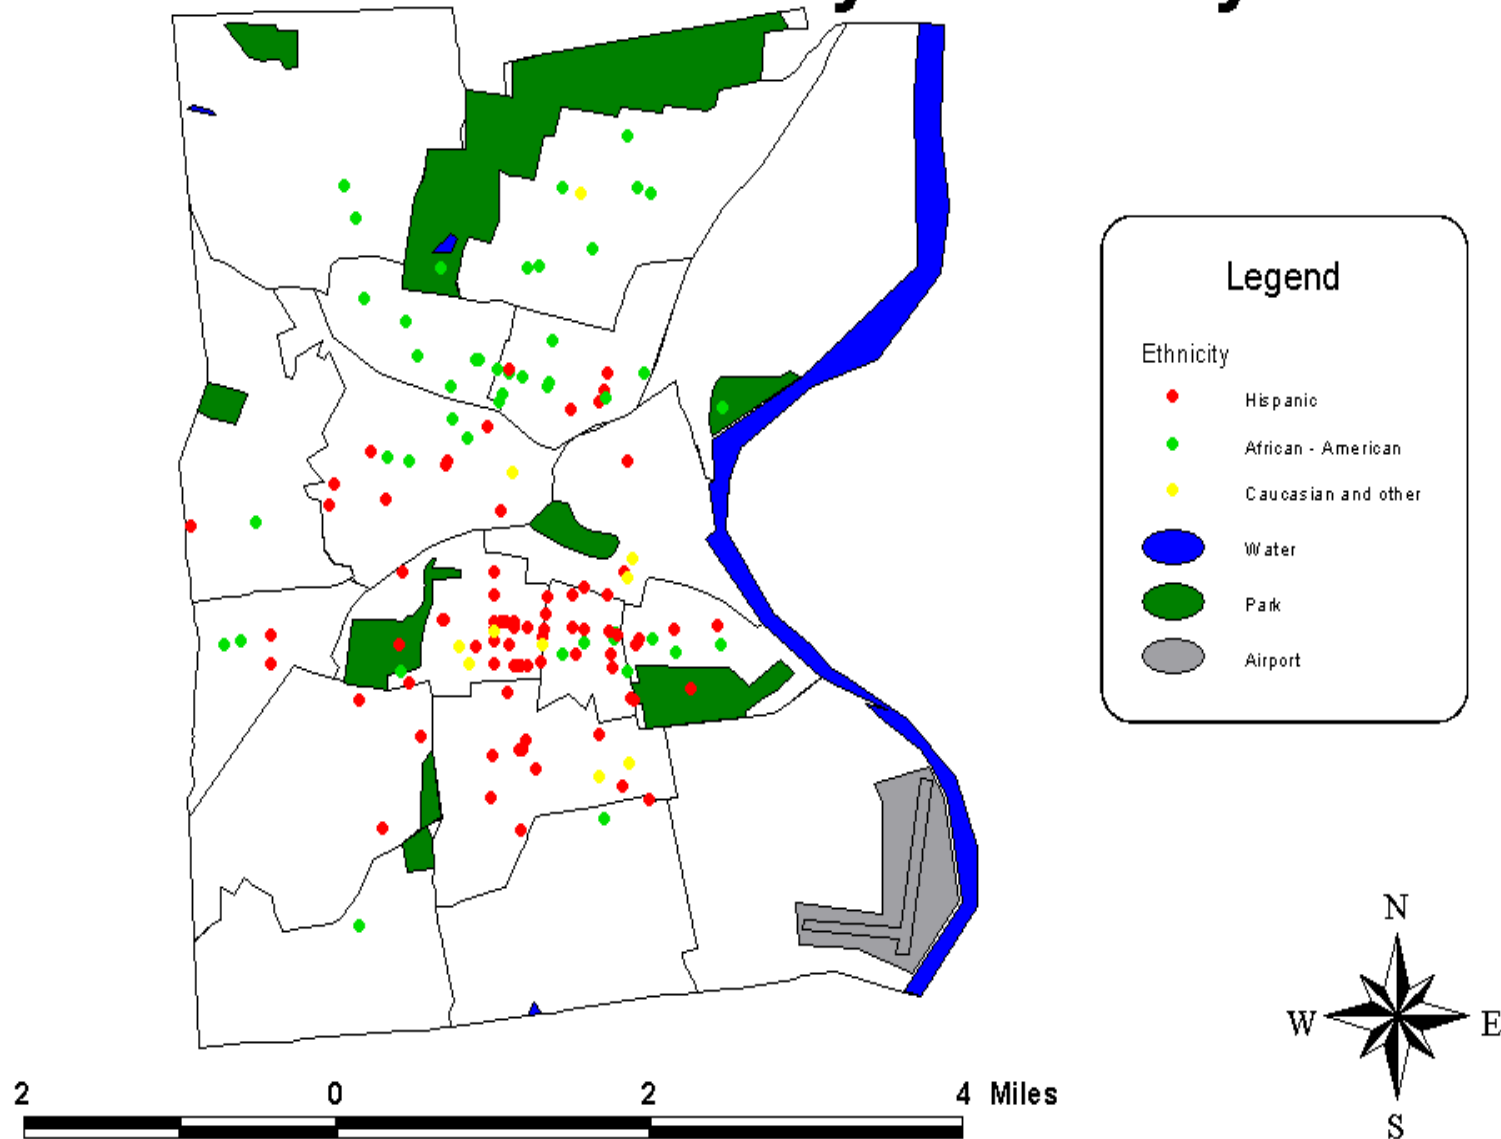 Legend
Ethnicity
Hispanic
African - American
Caucasian and other
Water
Park
Airport
N
W E
S
2 0 2 4 Miles